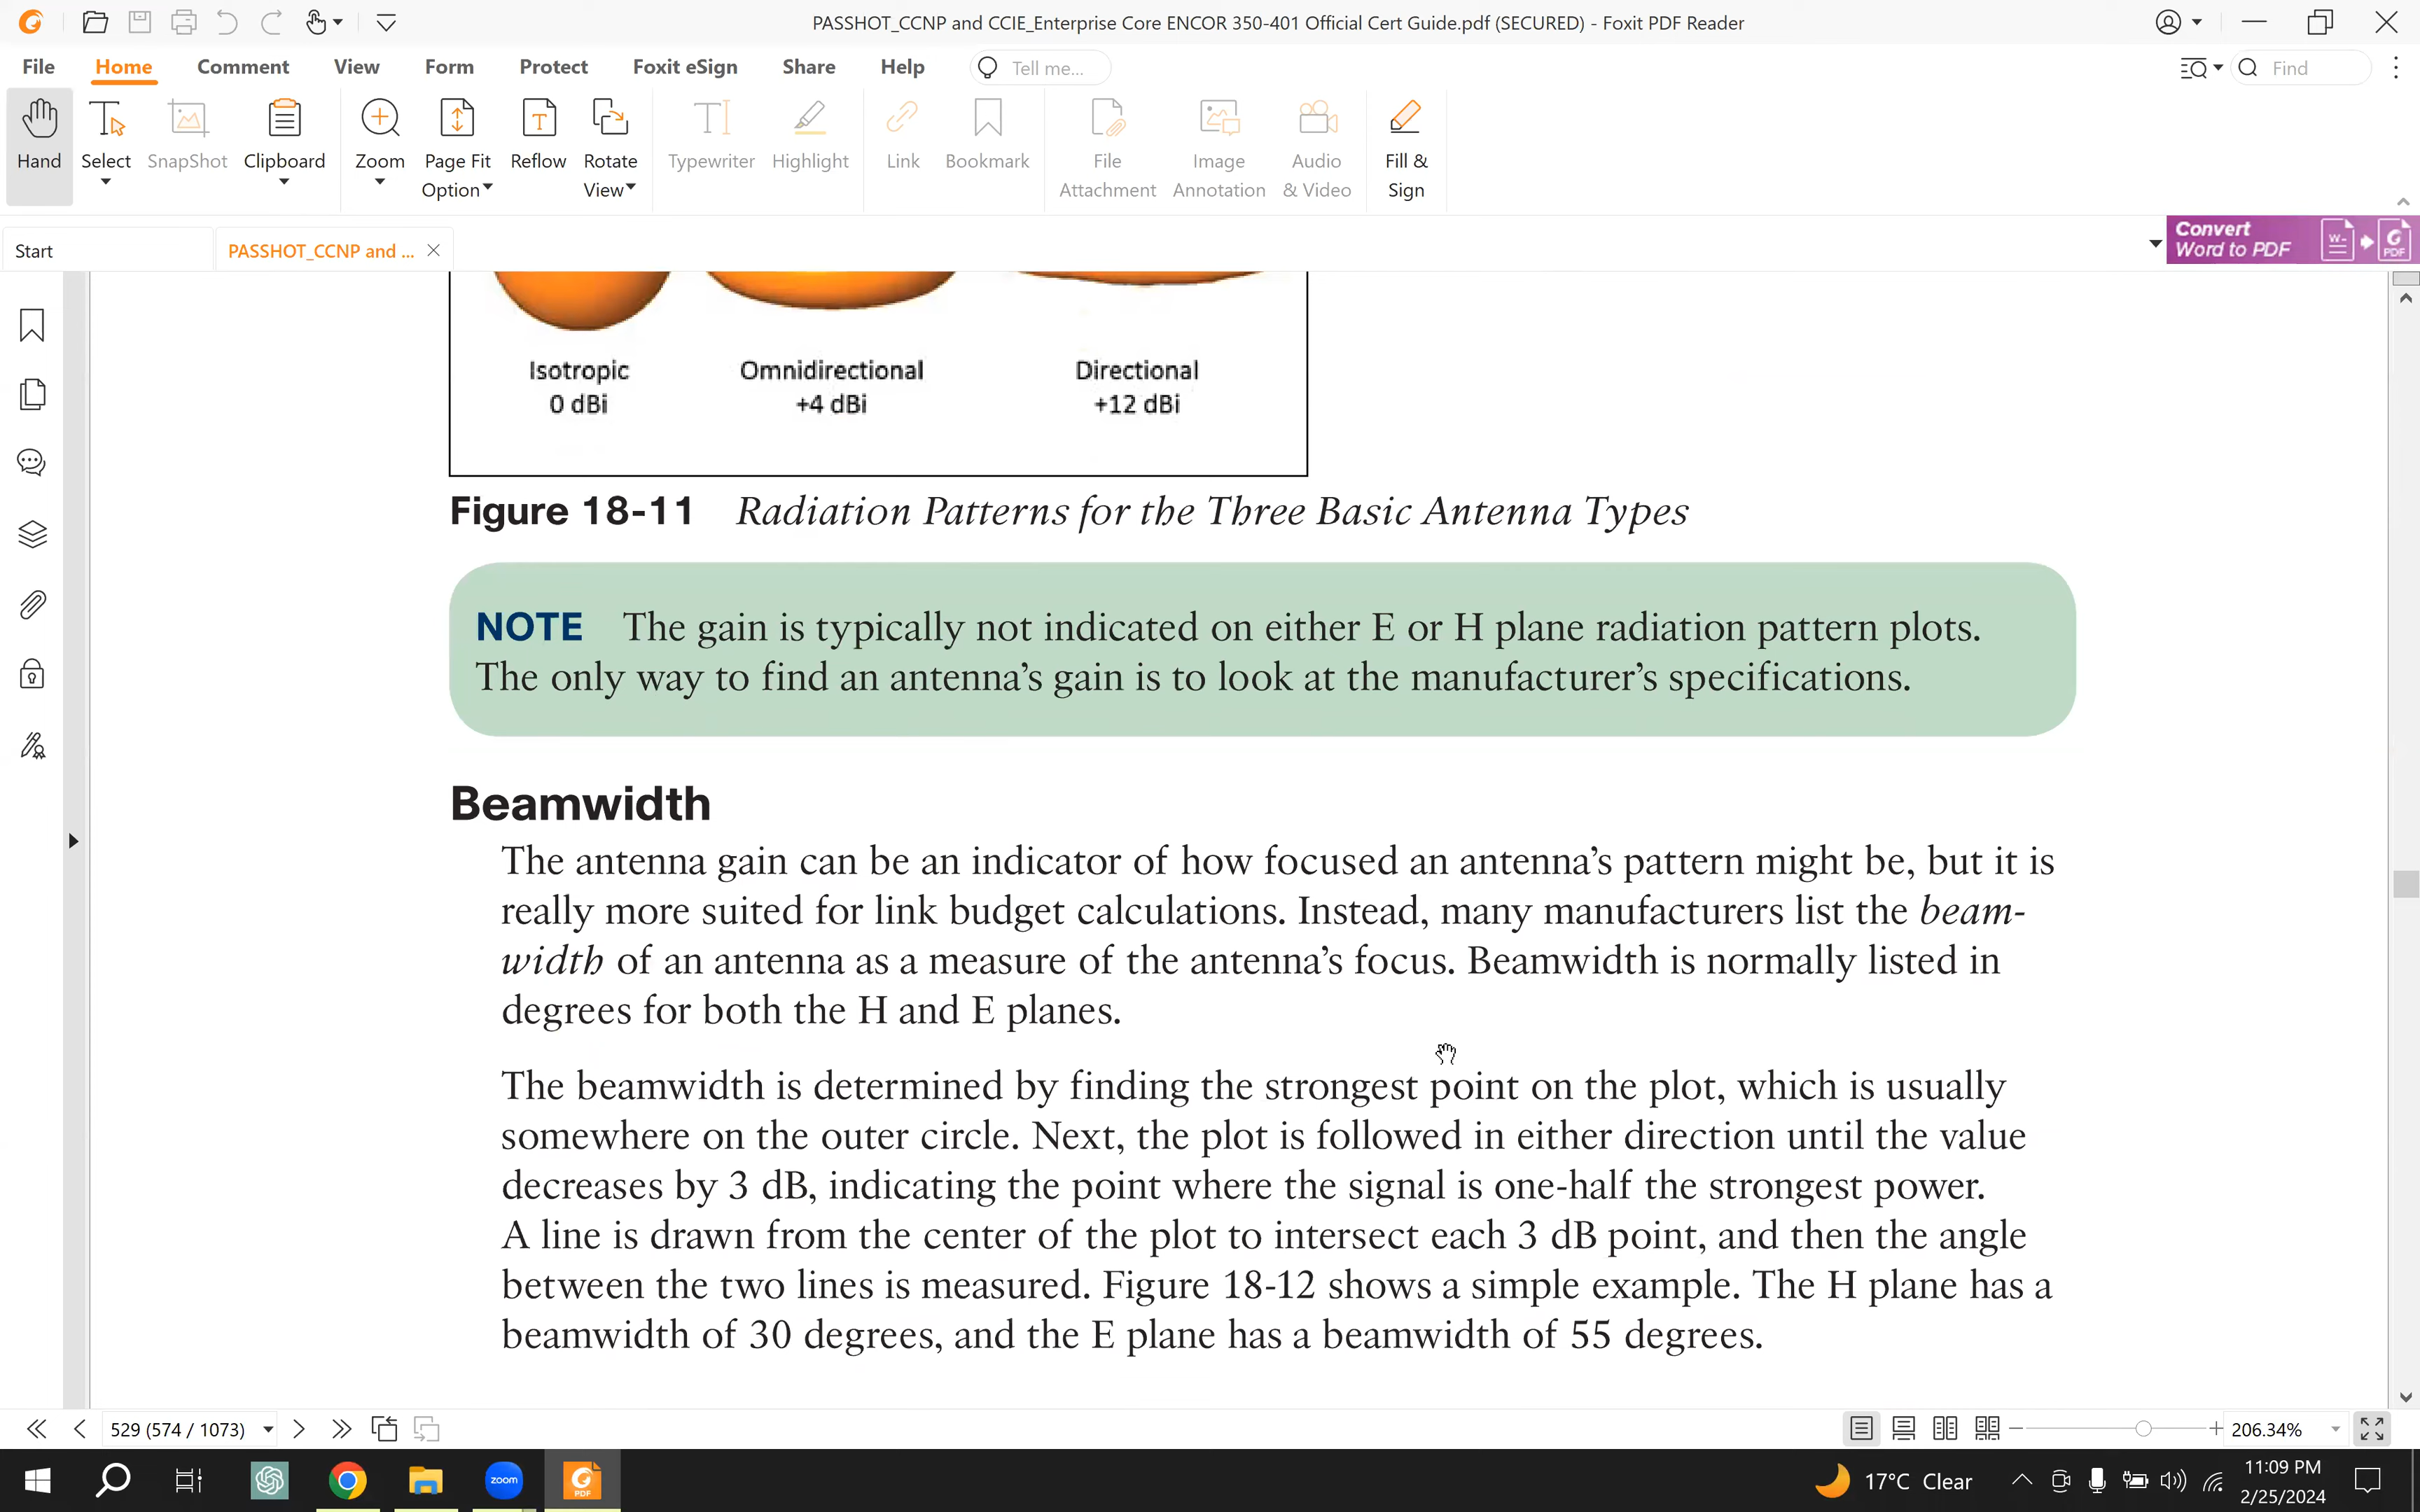 PASSHOT_CCNP and CCIE_Enterprise Core ENCOR 350-401 Official Cert Guide.pdf (SECURED) - Foxit PDF Reader
File Home Comment View Form Protect Foxit eSign Share Help Tell me... Find
Hand Select SnapShot Clipboard Zoom Page Fit Option Reflow Rotate View Typewriter Highlight Link Bookmark File Attachment Image Annotation Audio & Video Fill & Sign
Start PASSHOT_CCNP and ... Convert
Word to PDF
Isotropic Omnidirectional Directional
0 dBi +4 dBi +12 dBi
Figure 18-11 Radiation Patterns for the Three Basic Antenna Types
NOTE The gain is typically not indicated on either E or H plane radiation pattern plots.
The only way to find an antenna’s gain is to look at the manufacturer’s specifications.
Beamwidth
The antenna gain can be an indicator of how focused an antenna’s pattern might be, but it is
really more suited for link budget calculations. Instead, many manufacturers list the beam-
width of an antenna as a measure of the antenna’s focus. Beamwidth is normally listed in
degrees for both the H and E planes.
The beamwidth is determined by finding the strongest point on the plot, which is usually
somewhere on the outer circle. Next, the plot is followed in either direction until the value
decreases by 3 dB, indicating the point where the signal is one-half the strongest power.
A line is drawn from the center of the plot to intersect each 3 dB point, and then the angle
between the two lines is measured. Figure 18-12 shows a simple example. The H plane has a
beamwidth of 30 degrees, and the E plane has a beamwidth of 55 degrees.
529 (574 / 1073) 206.34%
zoom PDF 17°C Clear 11:09 PM
2/25/2024